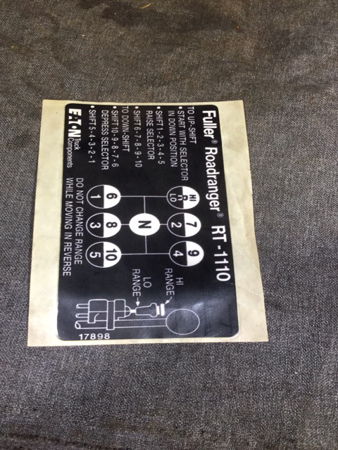 Fuller® Roadranger® RT-1110
TO UP-SHIFT
• START WITH SELECTOR
IN DOWN POSITION
• SHIFT 1-2-3-4-5
RAISE SELECTOR
• SHIFT 6-7-8-9-10
TO DOWN-SHIFT
• SHIFT 10-9-8-7-6
DEPRESS SELECTOR
• SHIFT 5-4-3-2-1
EATON Truck
Components
HI 7 9
R N
LO 2 4
6 8 10
1 3 5
HI
RANGE
LO
RANGE
DO NOT CHANGE RANGE
WHILE MOVING IN REVERSE
17898